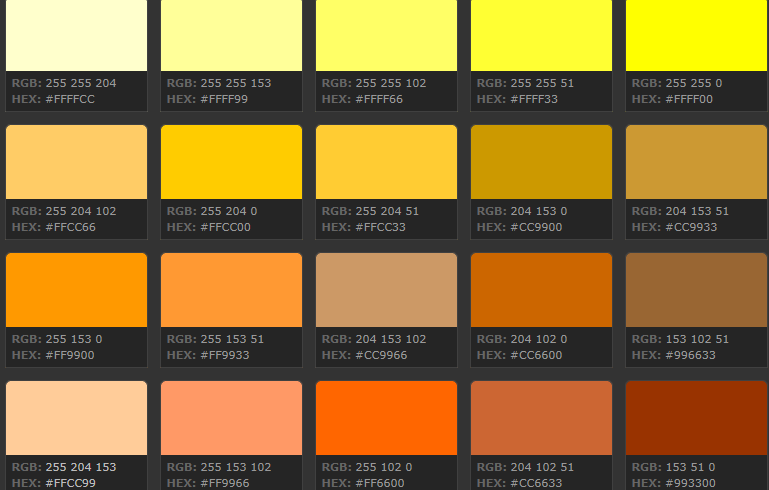 RGB: 255 255 204
HEX: #FFFFCC
RGB: 255 255 153
HEX: #FFFF99
RGB: 255 255 102
HEX: #FFFF66
RGB: 255 255 51
HEX: #FFFF33
RGB: 255 255 0
HEX: #FFFF00
RGB: 255 204 102
HEX: #FFCC66
RGB: 255 204 0
HEX: #FFCC00
RGB: 255 204 51
HEX: #FFCC33
RGB: 204 153 0
HEX: #CC9900
RGB: 204 153 51
HEX: #CC9933
RGB: 255 153 0
HEX: #FF9900
RGB: 255 153 51
HEX: #FF9933
RGB: 204 153 102
HEX: #CC9966
RGB: 204 102 0
HEX: #CC6600
RGB: 153 102 51
HEX: #996633
RGB: 255 204 153
HEX: #FFCC99
RGB: 255 153 102
HEX: #FF9966
RGB: 255 102 0
HEX: #FF6600
RGB: 204 102 51
HEX: #CC6633
RGB: 153 51 0
HEX: #993300